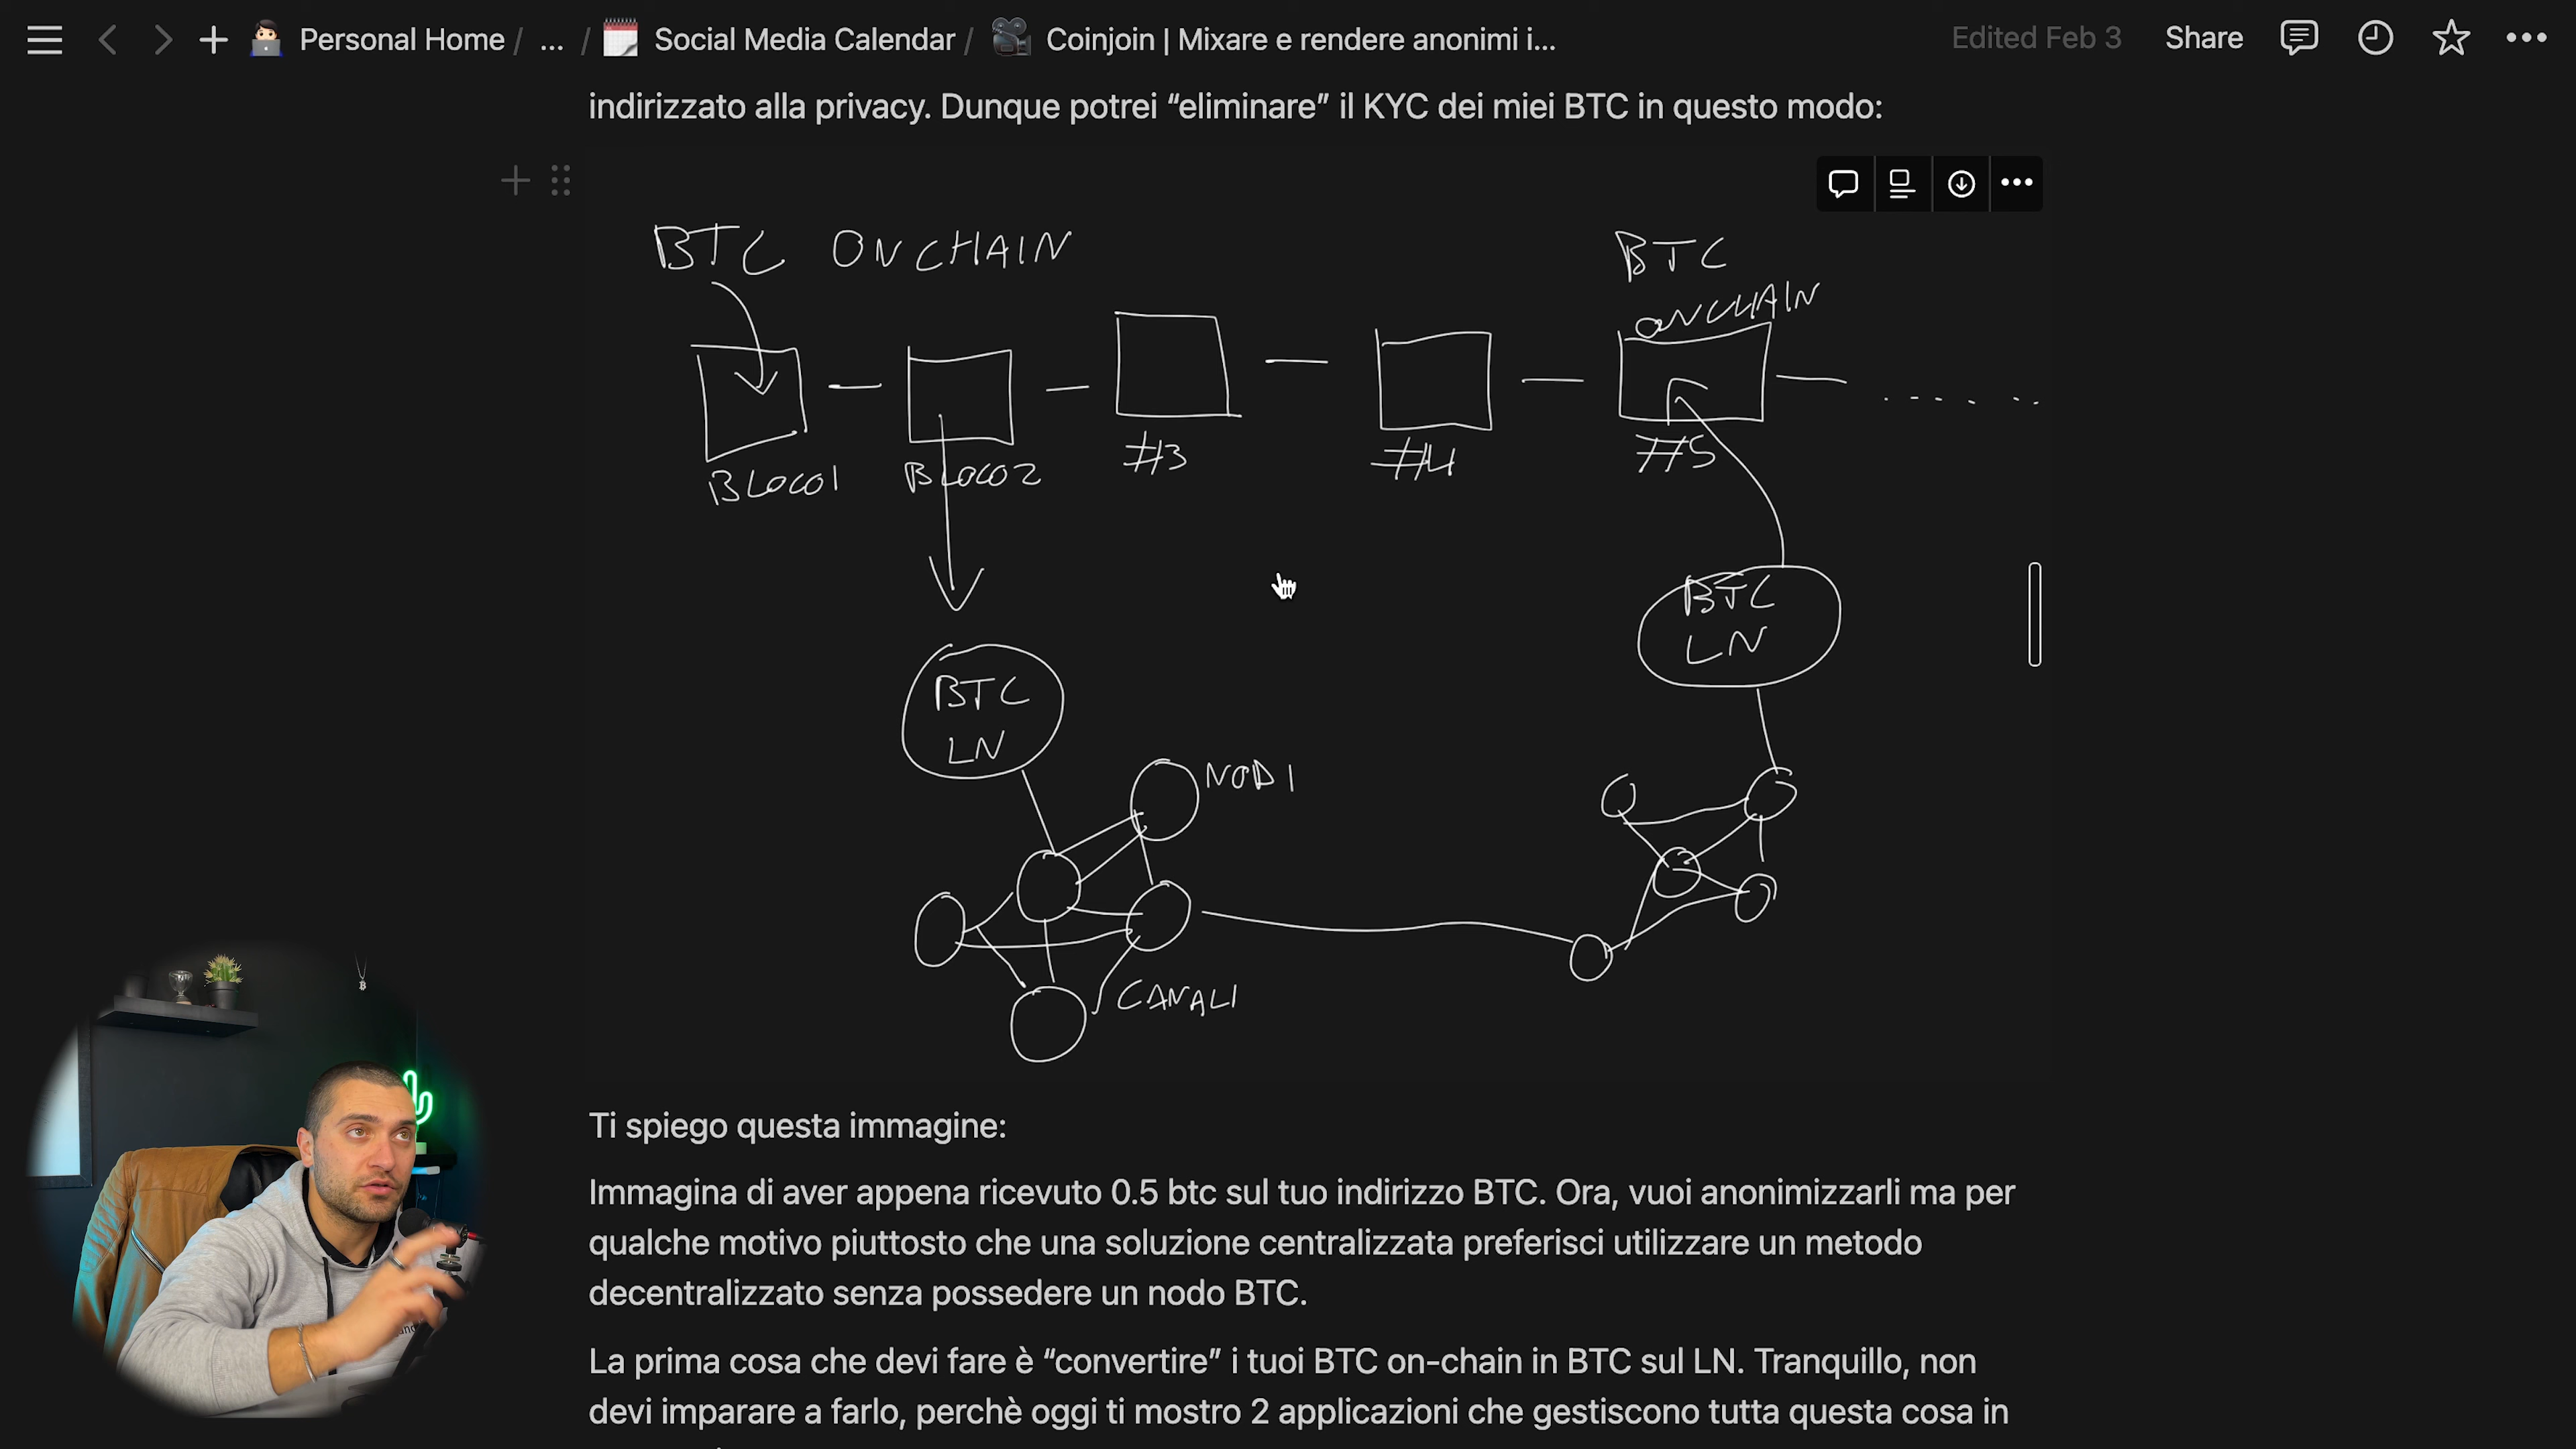 Personal Home / ... / Social Media Calendar / Coinjoin | Mixare e rendere anonimi i...
Edited Feb 3 Share
indirizzato alla privacy. Dunque potrei “eliminare” il KYC dei miei BTC in questo modo:
BTC ONCHAIN
BTC
ONCHAIN
BLOCO1
BLOCO2
#3
#4
#5
BTC
LN
BTC
LN
NODI
CANALI
Ti spiego questa immagine:
Immagina di aver appena ricevuto 0.5 btc sul tuo indirizzo BTC. Ora, vuoi anonimizzarli ma per
qualche motivo piuttosto che una soluzione centralizzata preferisci utilizzare un metodo
decentralizzato senza possedere un nodo BTC.
La prima cosa che devi fare è “convertire” i tuoi BTC on-chain in BTC sul LN. Tranquillo, non
devi imparare a farlo, perchè oggi ti mostro 2 applicazioni che gestiscono tutta questa cosa in